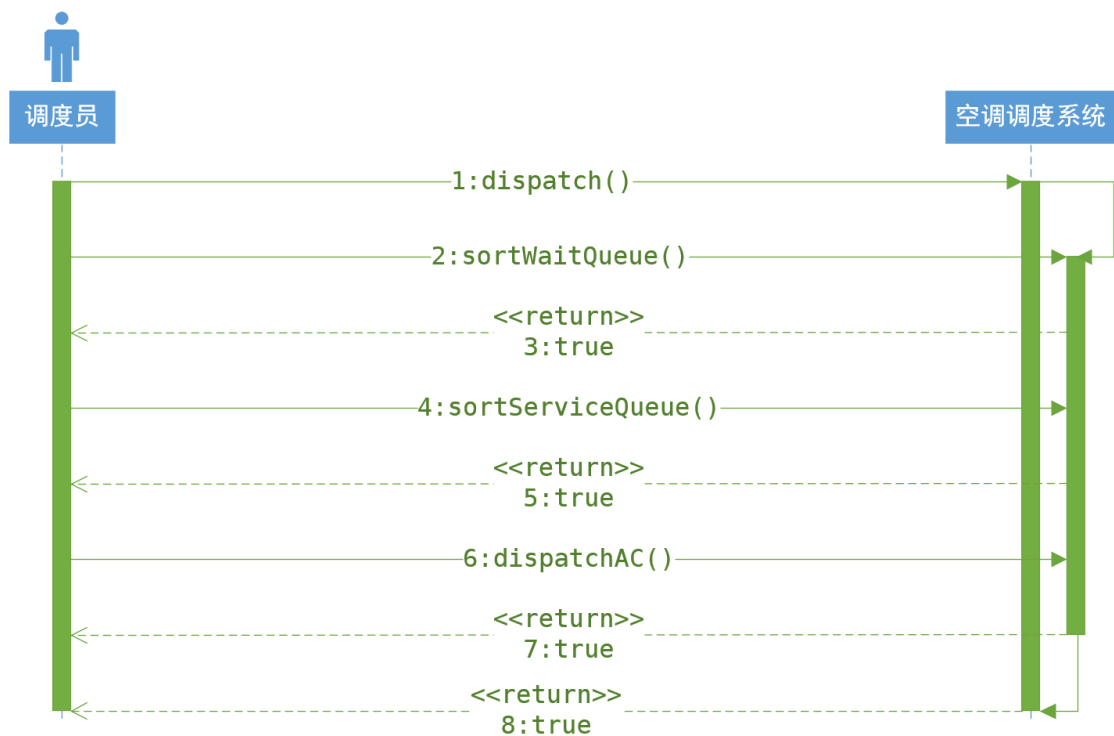 调度员
空调调度系统
1:dispatch()
2:sortWaitQueue()
<<return>>
3:true
4:sortServiceQueue()
<<return>>
5:true
6:dispatchAC()
<<return>>
7:true
<<return>>
8:true